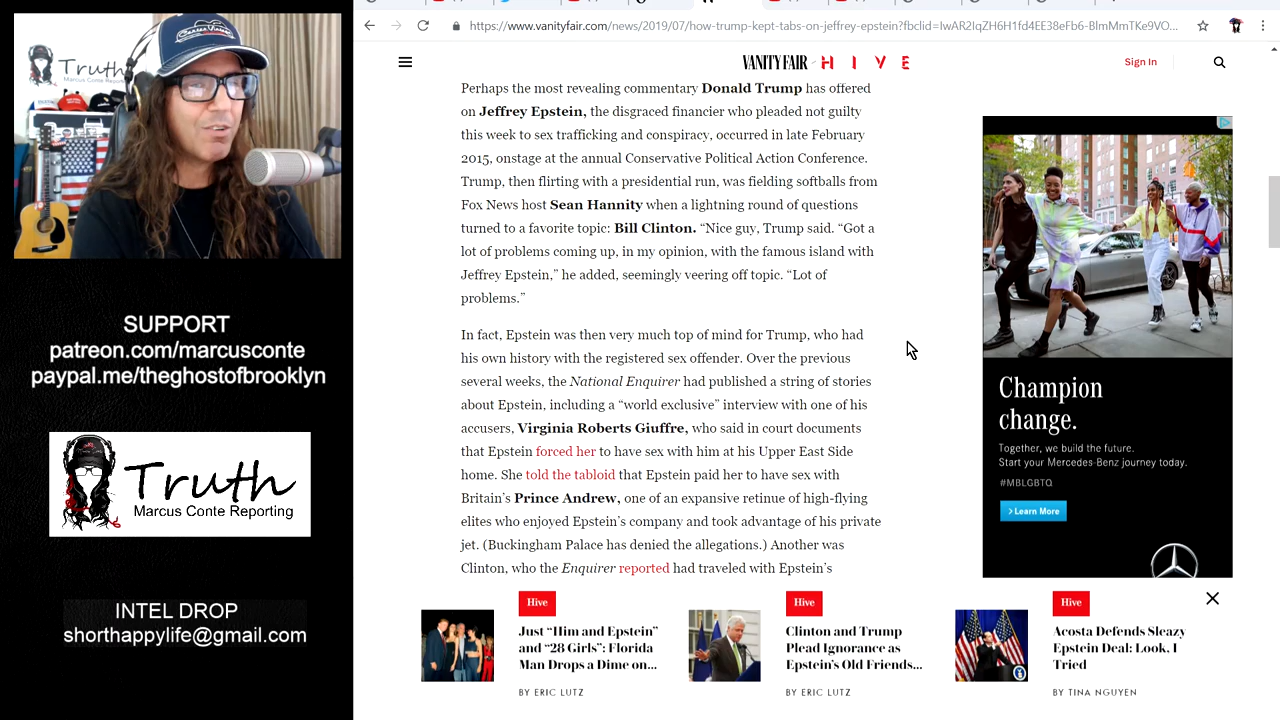 https://www.vanityfair.com/news/2019/07/how-trump-kept-tabs-on-jeffrey-epstein?fbclid=IwAR2IqZH6H1fd4EE38eFb6-BlmMmTKe9VO...
VANITY FAIR HIVE
Sign In
Truth
Marcus Conte Reporting
SUPPORT
patreon.com/marcusconte
paypal.me/theghostofbrooklyn
Truth
Marcus Conte Reporting
INTEL DROP
shorthappylife@gmail.com
Perhaps the most revealing commentary Donald Trump has offered
on Jeffrey Epstein, the disgraced financier who pleaded not guilty
this week to sex trafficking and conspiracy, occurred in late February
2015, onstage at the annual Conservative Political Action Conference.
Trump, then flirting with a presidential run, was fielding softballs from
Fox News host Sean Hannity when a lightning round of questions
turned to a favorite topic: Bill Clinton. “Nice guy, Trump said. “Got a
lot of problems coming up, in my opinion, with the famous island with
Jeffrey Epstein,” he added, seemingly veering off topic. “Lot of
problems.”
In fact, Epstein was then very much top of mind for Trump, who had
his own history with the registered sex offender. Over the previous
several weeks, the National Enquirer had published a string of stories
about Epstein, including a “world exclusive” interview with one of his
accusers, Virginia Roberts Giuffre, who said in court documents
that Epstein forced her to have sex with him at his Upper East Side
home. She told the tabloid that Epstein paid her to have sex with
Britain’s Prince Andrew, one of an expansive retinue of high-flying
elites who enjoyed Epstein’s company and took advantage of his private
jet. (Buckingham Palace has denied the allegations.) Another was
Clinton, who the Enquirer reported had traveled with Epstein’s
Champion
change.
Together, we build the future.
Start your Mercedes-Benz journey today.
#MBLGBTQ
> Learn More
Hive
Just “Him and Epstein”
and “28 Girls”: Florida
Man Drops a Dime on...
BY ERIC LUTZ
Hive
Clinton and Trump
Plead Ignorance as
Epstein’s Old Friends...
BY ERIC LUTZ
Hive
Acosta Defends Sleazy
Epstein Deal: Look, I
Tried
BY TINA NGUYEN